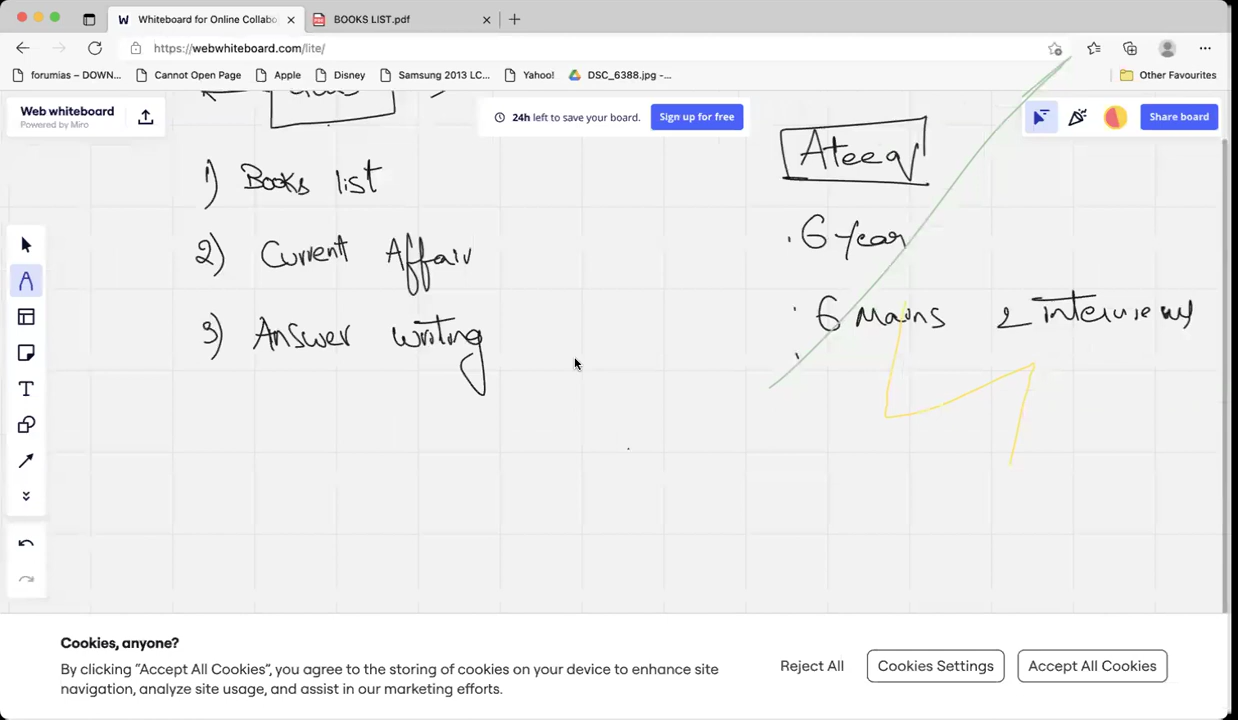 Whiteboard for Online Collabo
BOOKS LIST.pdf
https://webwhiteboard.com/lite/
forumias – DOWN...
Cannot Open Page
Apple
Disney
Samsung 2013 LC...
Yahoo!
DSC_6388.jpg -...
Other Favourites
Web whiteboard
Powered by Miro
24h left to save your board.
Sign up for free
Share board
1) Books list
2) Current Affair
3) Answer writing
Ateeq
. 6 year
. 6 Mains 2 interviews
Cookies, anyone?
By clicking “Accept All Cookies”, you agree to the storing of cookies on your device to enhance site
navigation, analyze site usage, and assist in our marketing efforts.
Reject All
Cookies Settings
Accept All Cookies